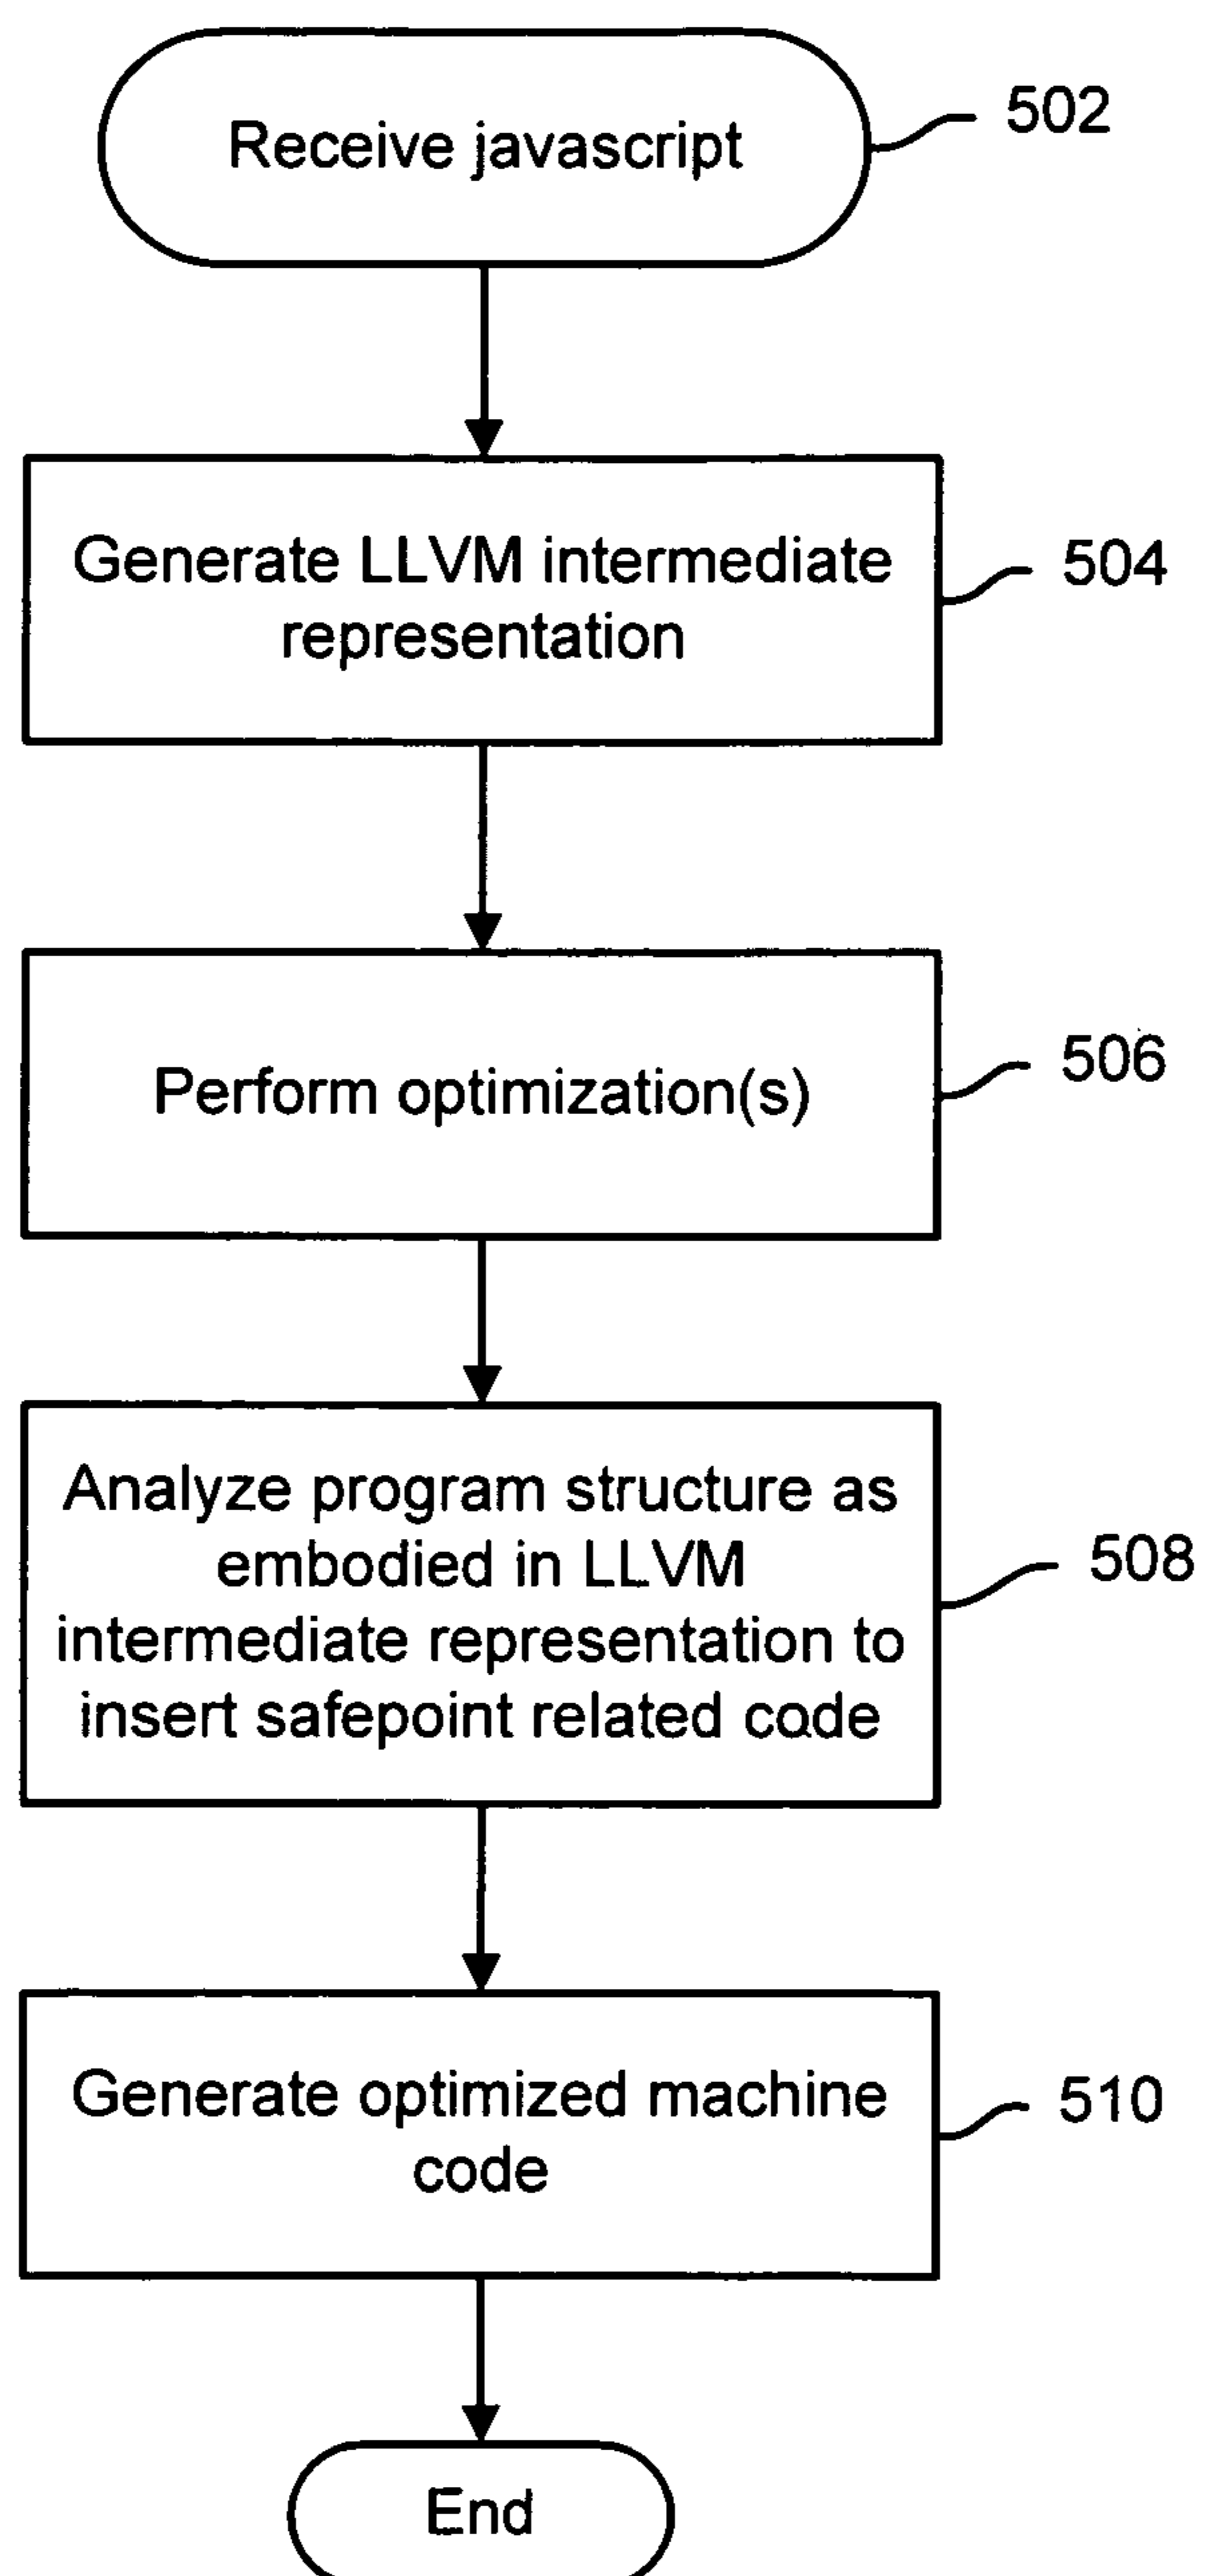 Receive javascript
502
Generate LLVM intermediate
representation
504
Perform optimization(s)
506
Analyze program structure as
embodied in LLVM
intermediate representation to
insert safepoint related code
508
Generate optimized machine
code
510
End